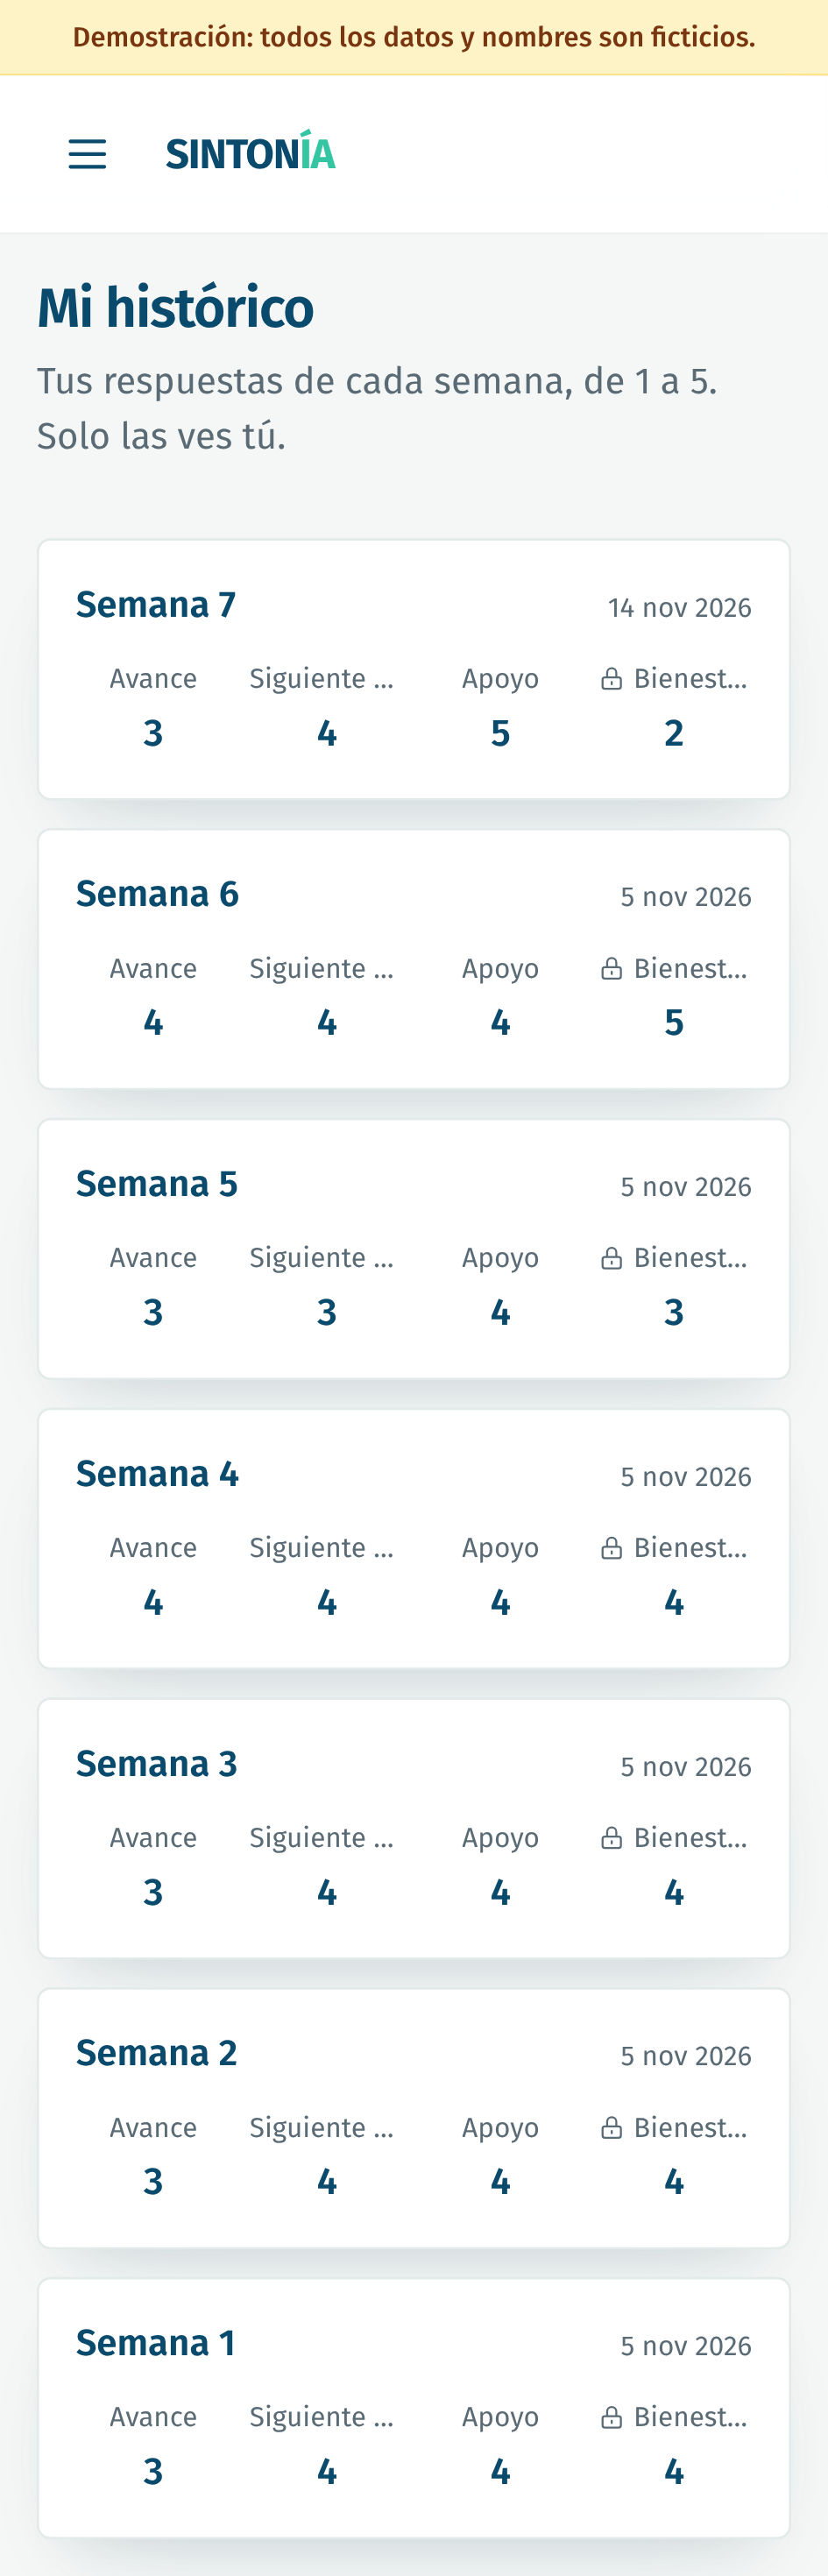 Demostración: todos los datos y nombres son ficticios.
SINTONÍA
Mi histórico
Tus respuestas de cada semana, de 1 a 5.
Solo las ves tú.
Semana 7 14 nov 2026
Avance Siguiente ... Apoyo Bienest...
3 4 5 2
Semana 6 5 nov 2026
Avance Siguiente ... Apoyo Bienest...
4 4 4 5
Semana 5 5 nov 2026
Avance Siguiente ... Apoyo Bienest...
3 3 4 3
Semana 4 5 nov 2026
Avance Siguiente ... Apoyo Bienest...
4 4 4 4
Semana 3 5 nov 2026
Avance Siguiente ... Apoyo Bienest...
3 4 4 4
Semana 2 5 nov 2026
Avance Siguiente ... Apoyo Bienest...
3 4 4 4
Semana 1 5 nov 2026
Avance Siguiente ... Apoyo Bienest...
3 4 4 4